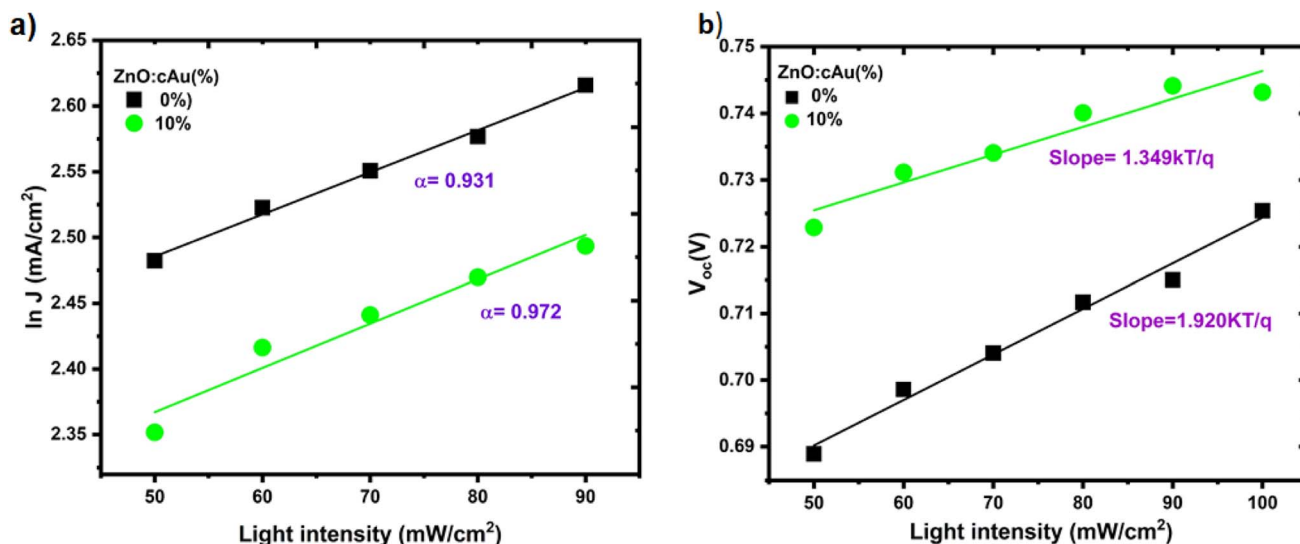 a)
ln J (mA/cm²)
2.65
2.60
2.55
2.50
2.45
2.40
2.35
ZnO:cAu(%)
0%)
10%
α= 0.931
α= 0.972
50 60 70 80 90
Light intensity (mW/cm²)
b)
Voc(V)
0.75
0.74
0.73
0.72
0.71
0.70
0.69
ZnO:cAu(%)
0%
10%
Slope= 1.349kT/q
Slope=1.920KT/q
50 60 70 80 90 100
Light intensity (mW/cm²)